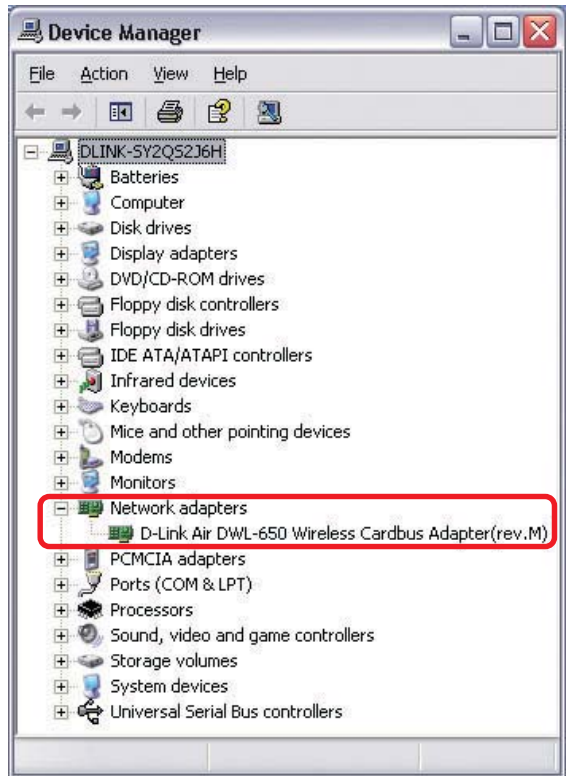 Device Manager
File Action View Help
DLINK-5Y2QS2J6H
Batteries
Computer
Disk drives
Display adapters
DVD/CD-ROM drives
Floppy disk controllers
Floppy disk drives
IDE ATA/ATAPI controllers
Infrared devices
Keyboards
Mice and other pointing devices
Modems
Monitors
Network adapters
D-Link Air DWL-650 Wireless Cardbus Adapter(rev.M)
PCMCIA adapters
Ports (COM & LPT)
Processors
Sound, video and game controllers
Storage volumes
System devices
Universal Serial Bus controllers